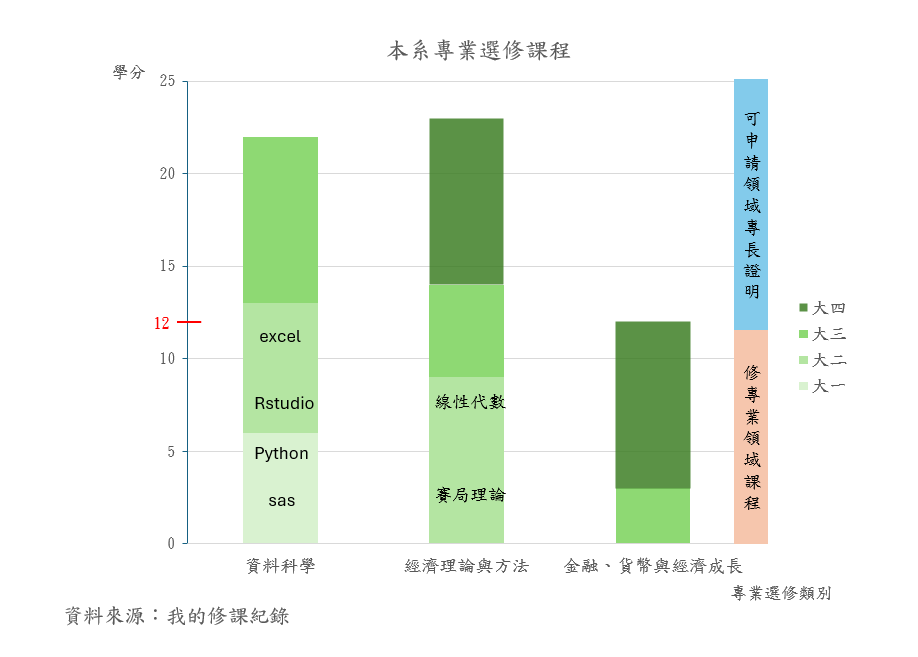 本系專業選修課程
學分
25
20
15
12
10
5
0
excel
Rstudio
Python
sas
線性代數
賽局理論
可申請領域專長證明
修專業領域課程
大四
大三
大二
大一
資料科學
經濟理論與方法
金融、貨幣與經濟成長
專業選修類別
資料來源：我的修課紀錄